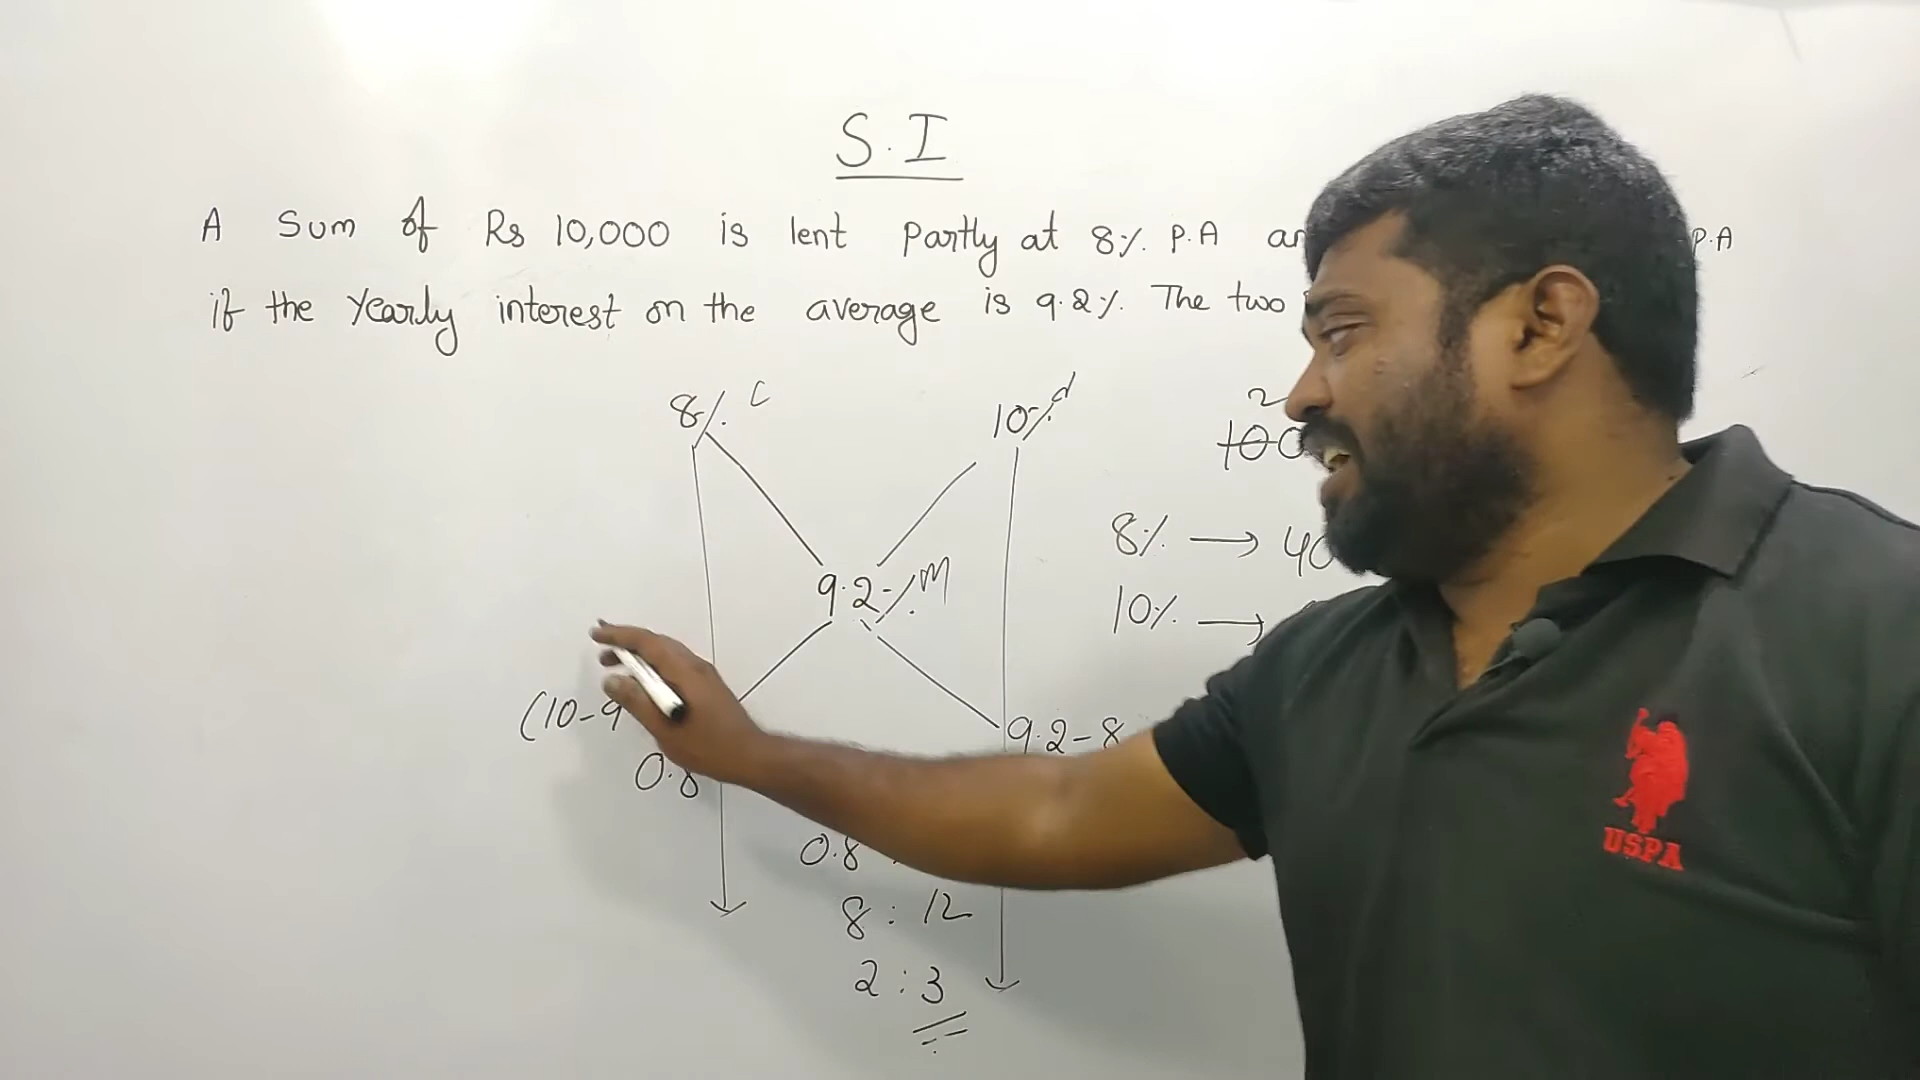 S.I
A Sum of Rs 10,000 is lent Partly at 8% P.A P.A
if the Yearly interest on the average is 9.2%. The two
8% C 10% d
2
100
8% → 40
9.2% m
10% →
(10-9 9.2-8
0.8
0.8
8 : 12
2 : 3
USPA